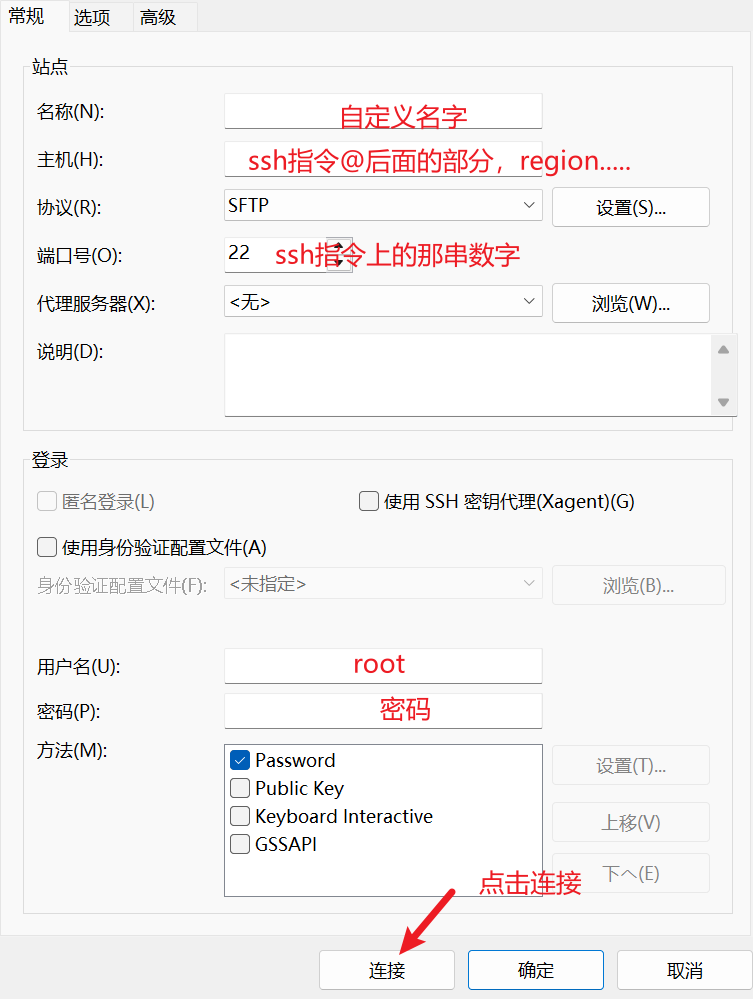 常规 选项 高级
站点
名称(N): 自定义名字
主机(H): ssh指令@后面的部分，region.....
协议(R): SFTP 设置(S)...
端口号(O): 22 ssh指令上的那串数字
代理服务器(X): <无> 浏览(W)...
说明(D):
登录
匿名登录(L) 使用 SSH 密钥代理(Xagent)(G)
使用身份验证配置文件(A)
身份验证配置文件(F): <未指定> 浏览(B)...
用户名(U): root
密码(P): 密码
方法(M): Password 设置(T)...
Public Key
Keyboard Interactive 上移(V)
GSSAPI
点击连接 下へ(E)
连接 确定 取消